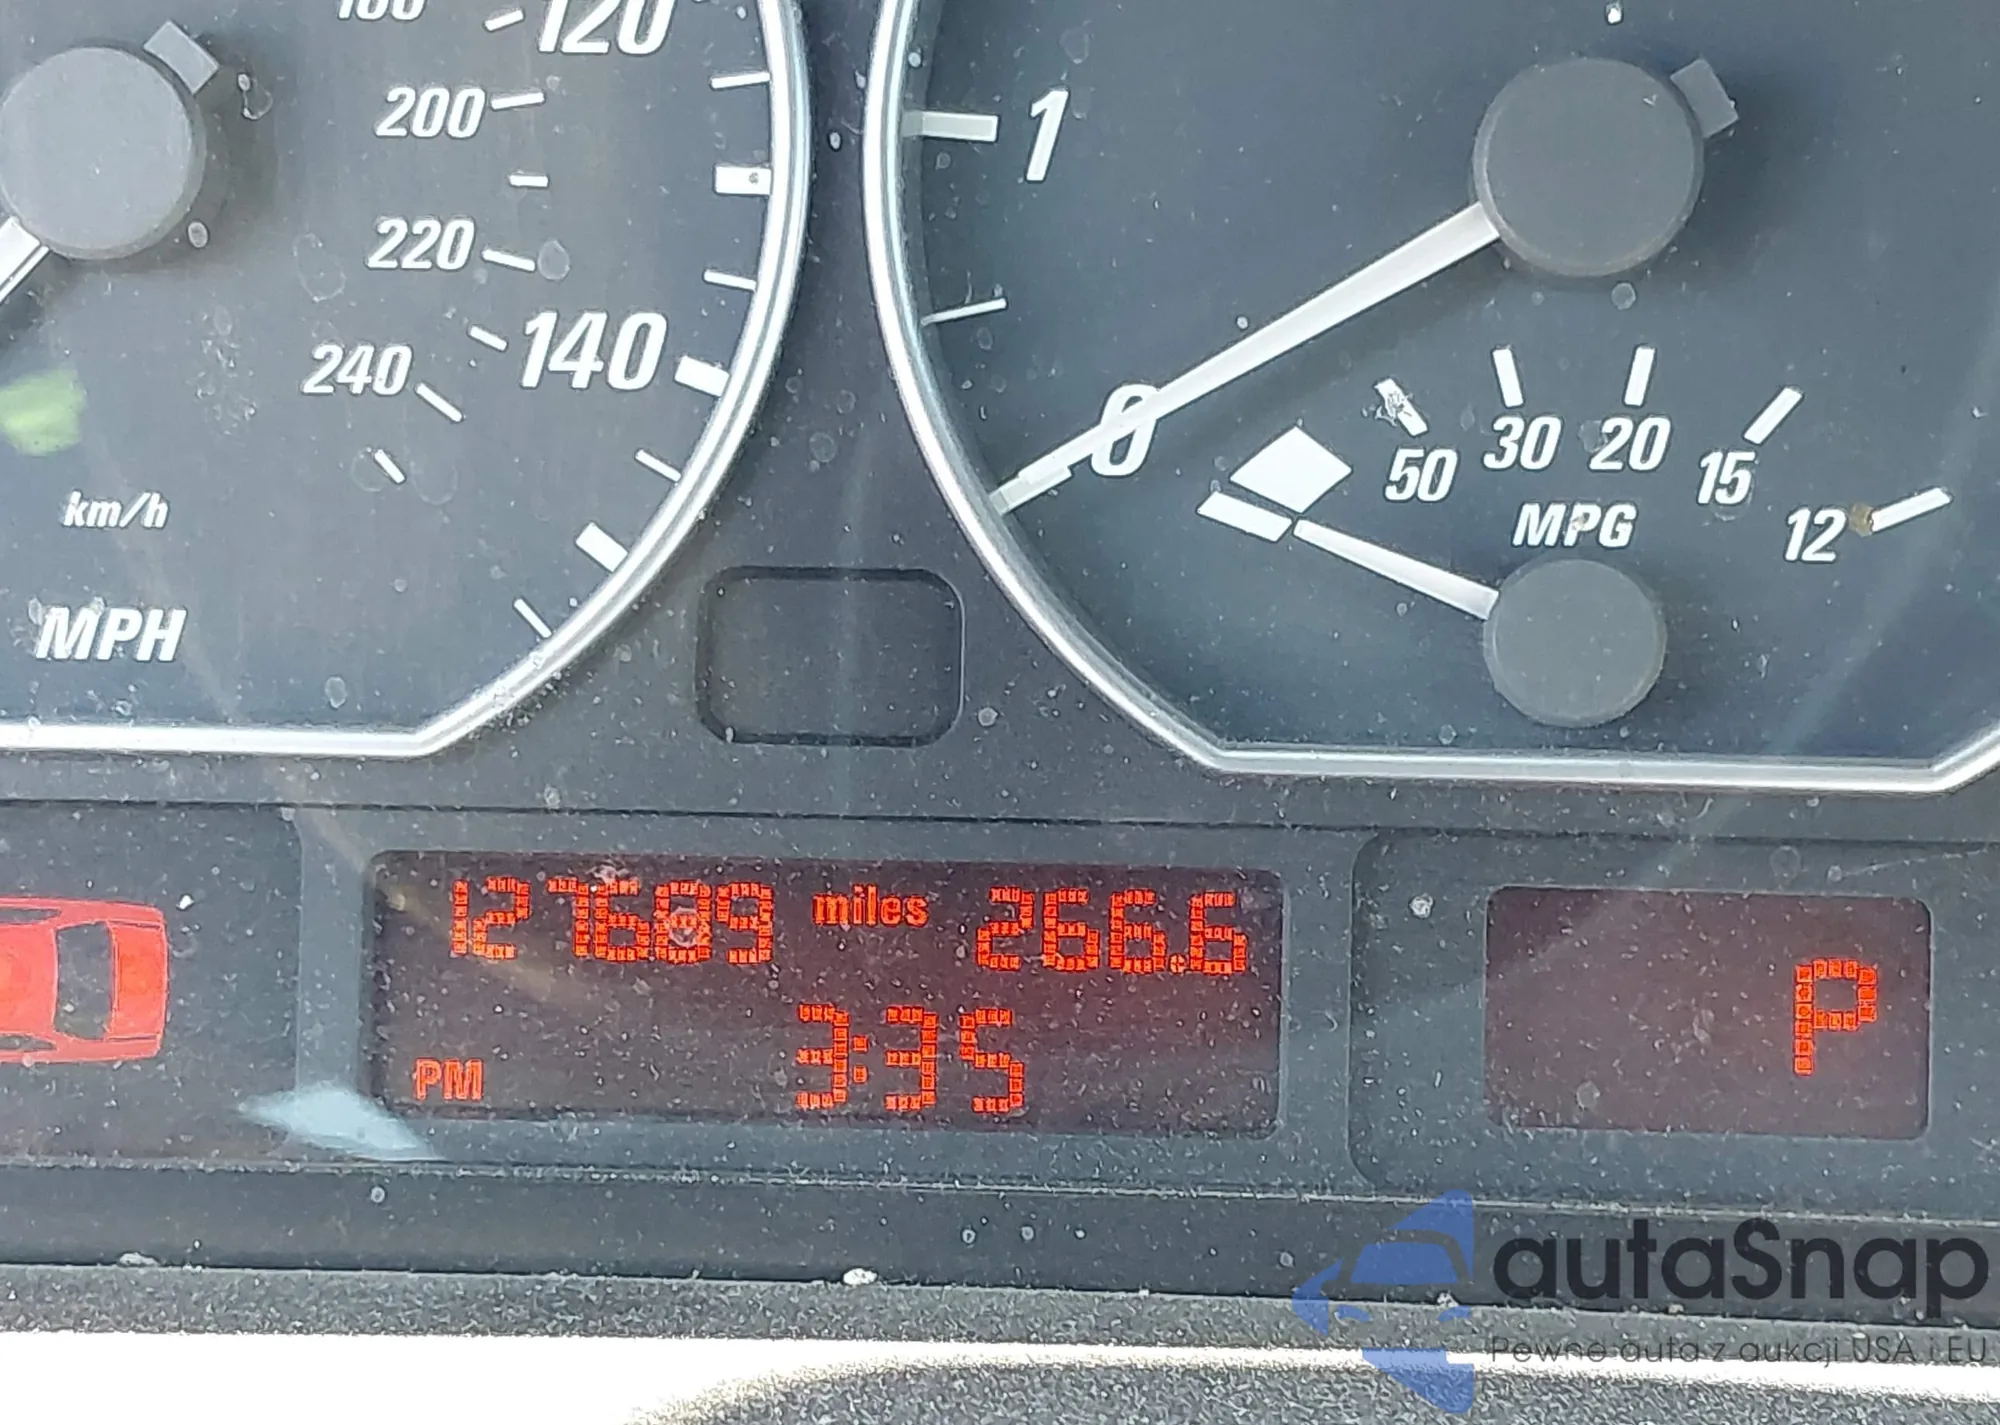 180
120
200
220
140
240
km/h
MPH
1
0
50
30
20
15
12
MPG
127689 miles 266.6
PM 3:35
P
autaSnap
Pewne auta z aukcji USA i EU